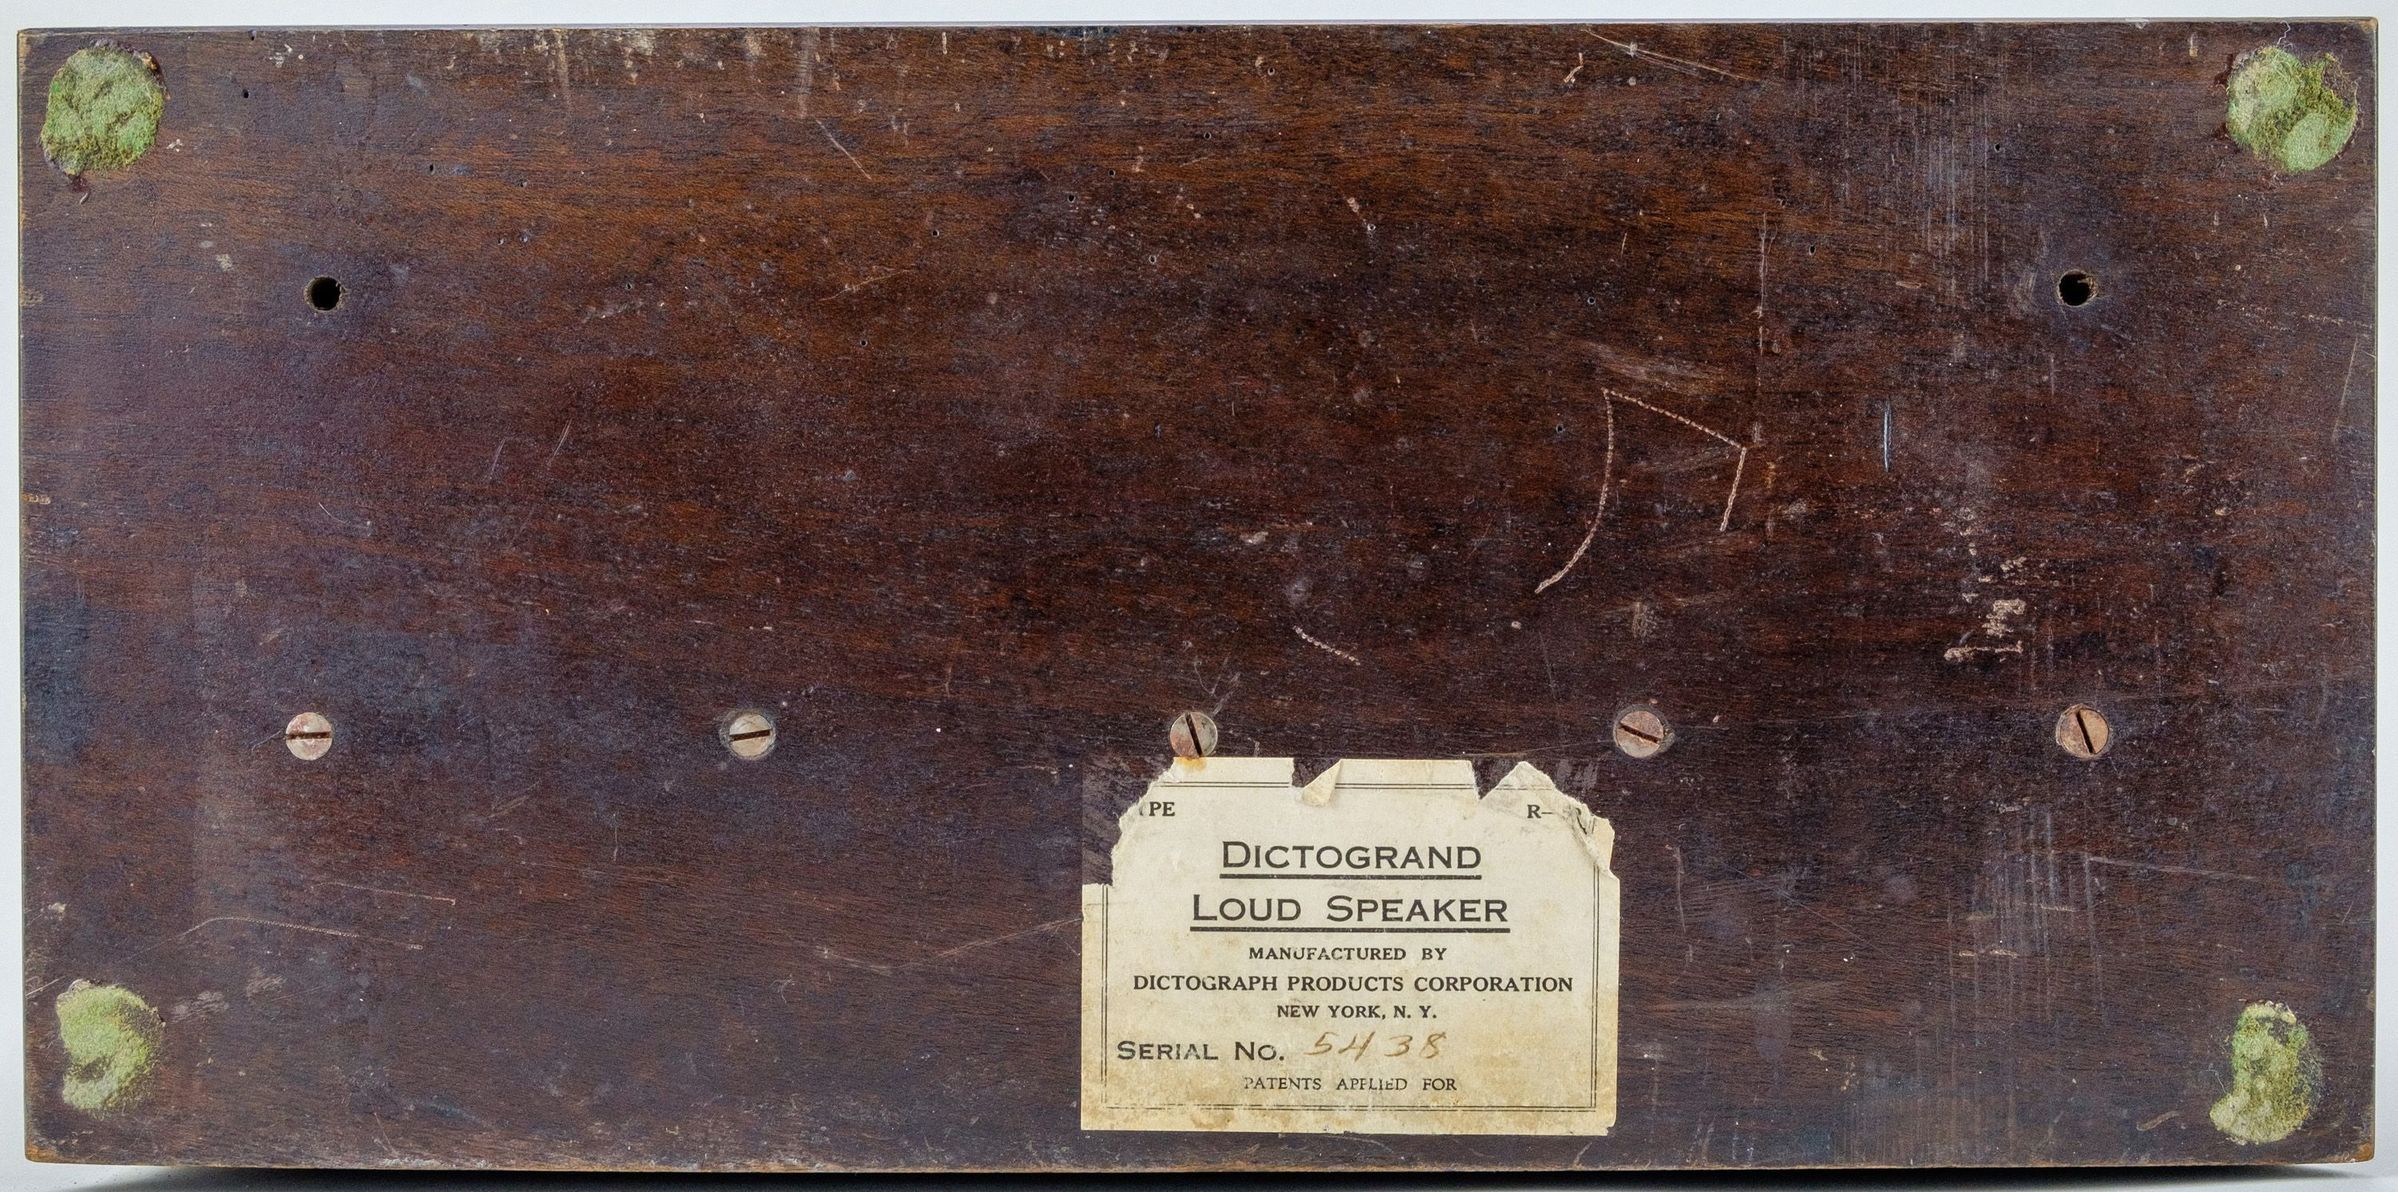 PE R–
DICTOGRAND
LOUD SPEAKER
MANUFACTURED BY
DICTOGRAPH PRODUCTS CORPORATION
NEW YORK, N. Y.
SERIAL NO. 5438
PATENTS APPLIED FOR